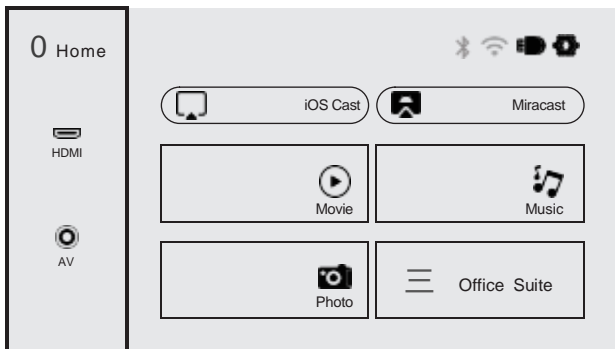 0 Home
HDMI
AV
iOS Cast
Miracast
Movie
Music
Photo
Office Suite